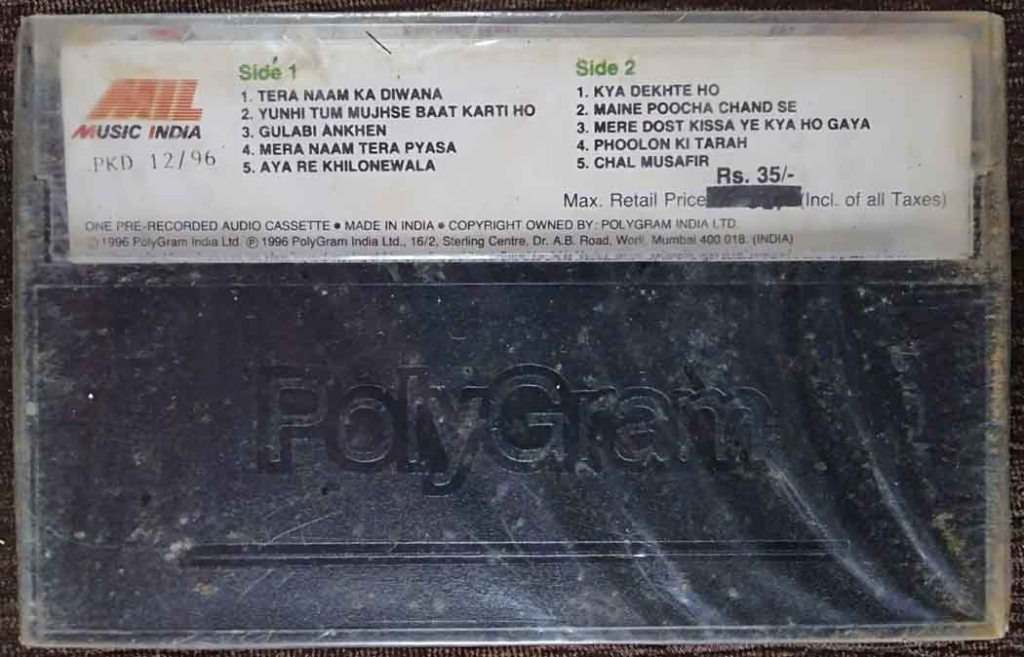 MIL
MUSIC INDIA
PKD 12/96
Side 1
1. TERA NAAM KA DIWANA
2. YUNHI TUM MUJHSE BAAT KARTI HO
3. GULABI ANKHEN
4. MERA NAAM TERA PYASA
5. AYA RE KHILONEWALA
Side 2
1. KYA DEKHTE HO
2. MAINE POOCHA CHAND SE
3. MERE DOST KISSA YE KYA HO GAYA
4. PHOOLON KI TARAH
5. CHAL MUSAFIR
Rs. 35/-
Max. Retail Price (Incl. of all Taxes)
ONE PRE-RECORDED AUDIO CASSETTE ● MADE IN INDIA ● COPYRIGHT OWNED BY: POLYGRAM INDIA LTD.
© 1996 PolyGram India Ltd. ℗ 1996 PolyGram India Ltd., 16/2, Sterling Centre, Dr. A.B. Road, Worli, Mumbai 400 018. (INDIA)
PolyGram